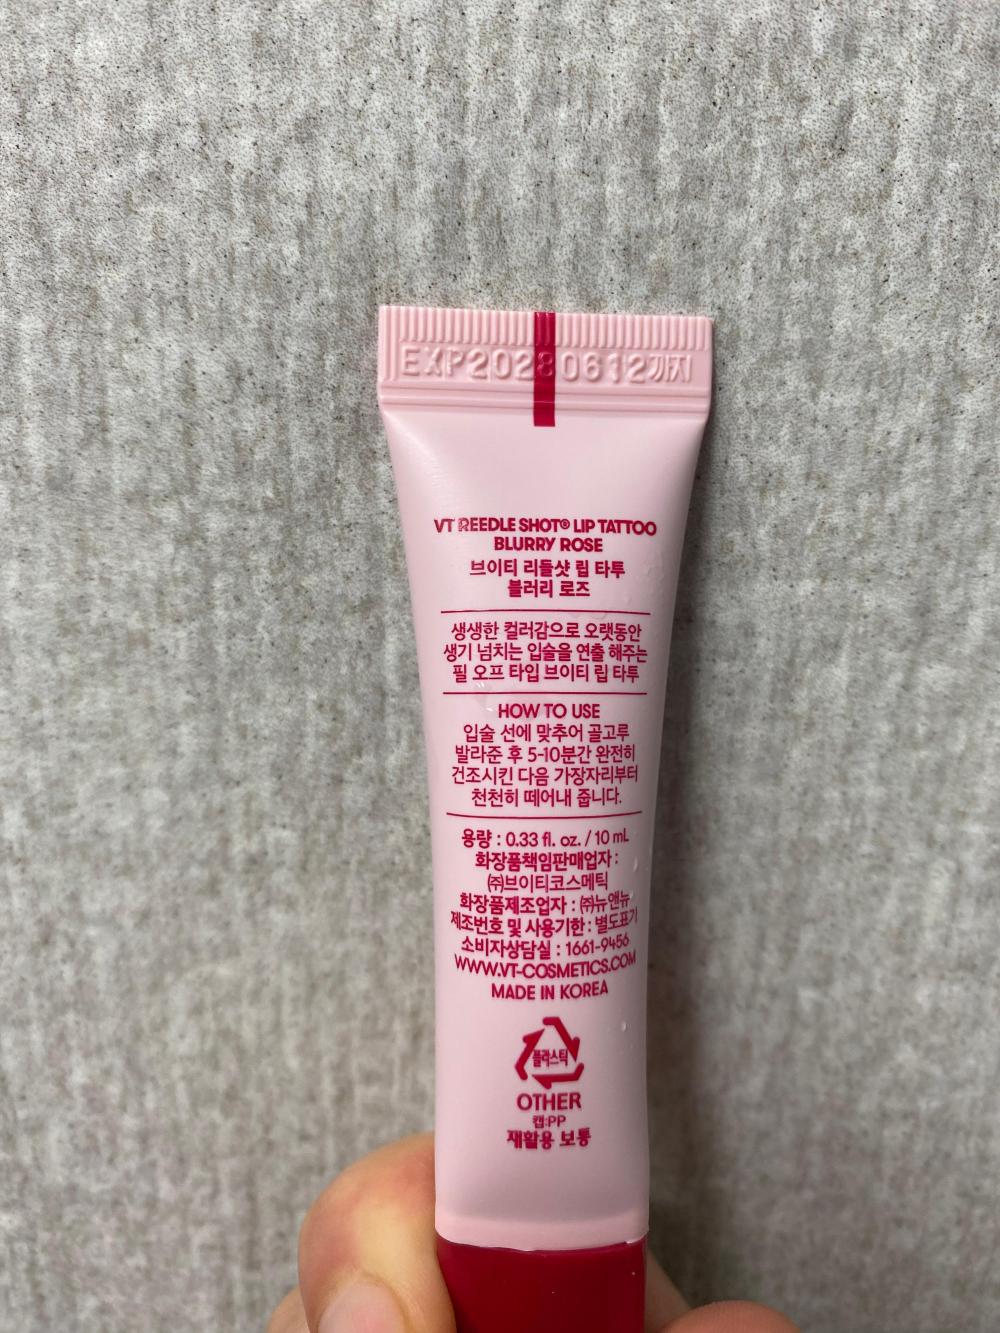 EXP20280612까지
VT REEDLE SHOT® LIP TATTOO
BLURRY ROSE
브이티 리들샷 립 타투
블러리 로즈
생생한 컬러감으로 오랫동안
생기 넘치는 입술을 연출 해주는
필 오프 타입 브이티 립 타투
HOW TO USE
입술 선에 맞추어 골고루
발라준 후 5-10분간 완전히
건조시킨 다음 가장자리부터
천천히 떼어내 줍니다.
용량 : 0.33 fl. oz. / 10 mL
화장품책임판매업자 :
㈜브이티코스메틱
화장품제조업자 : ㈜뉴앤뉴
제조번호 및 사용기한 : 별도표기
소비자상담실 : 1661-9456
WWW.VT-COSMETICS.COM
MADE IN KOREA
플라스틱
OTHER
캡:PP
재활용 보통